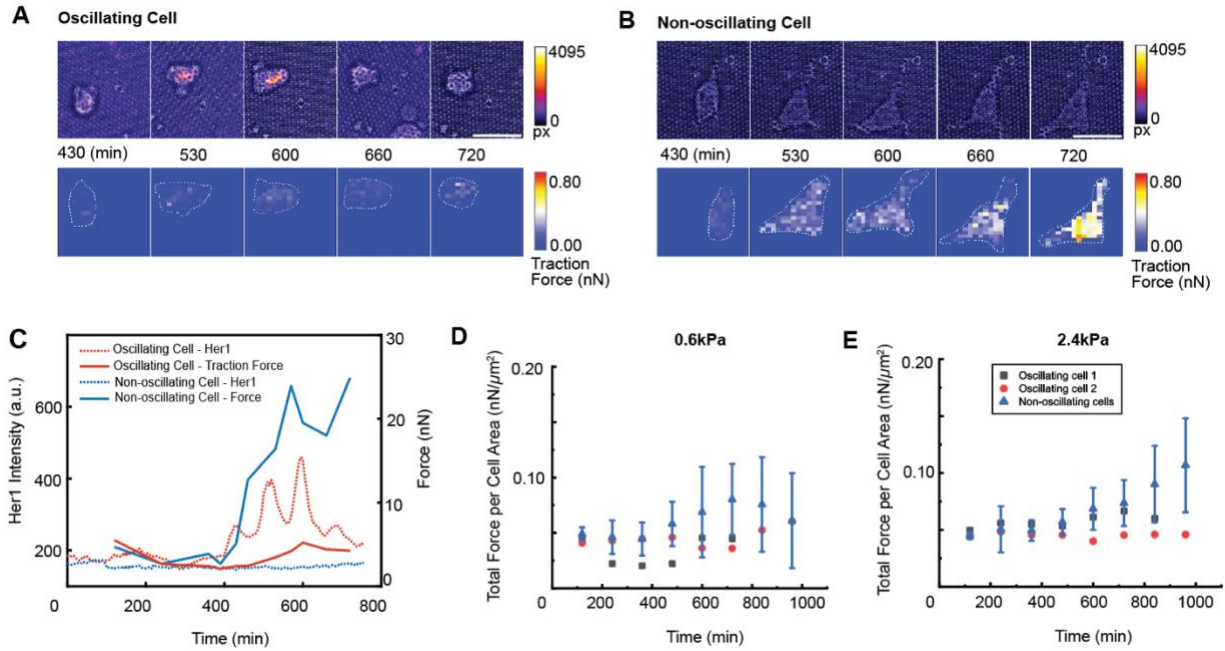 A
Oscillating Cell
4095
0
px
430 (min)
530
600
660
720
0.80
0.00
Traction
Force (nN)
B
Non-oscillating Cell
4095
0
px
430 (min)
530
600
660
720
0.80
0.00
Traction
Force (nN)
C
Oscillating Cell - Her1
Oscillating Cell - Traction Force
Non-oscillating Cell - Her1
Non-oscillating Cell - Force
Her1 Intensity (a.u.)
600
400
200
0
200
400
600
800
Time (min)
30
20
10
0
Force (nN)
D
0.6kPa
Total Force per Cell Area (nN/µm²)
0.20
0.10
0
0
200
400
600
800
1000
Time (min)
E
2.4kPa
Oscillating cell 1
Oscillating cell 2
Non-oscillating cells
Total Force per Cell Area (nN/µm²)
0.20
0.10
0
0
200
400
600
800
1000
Time (min)